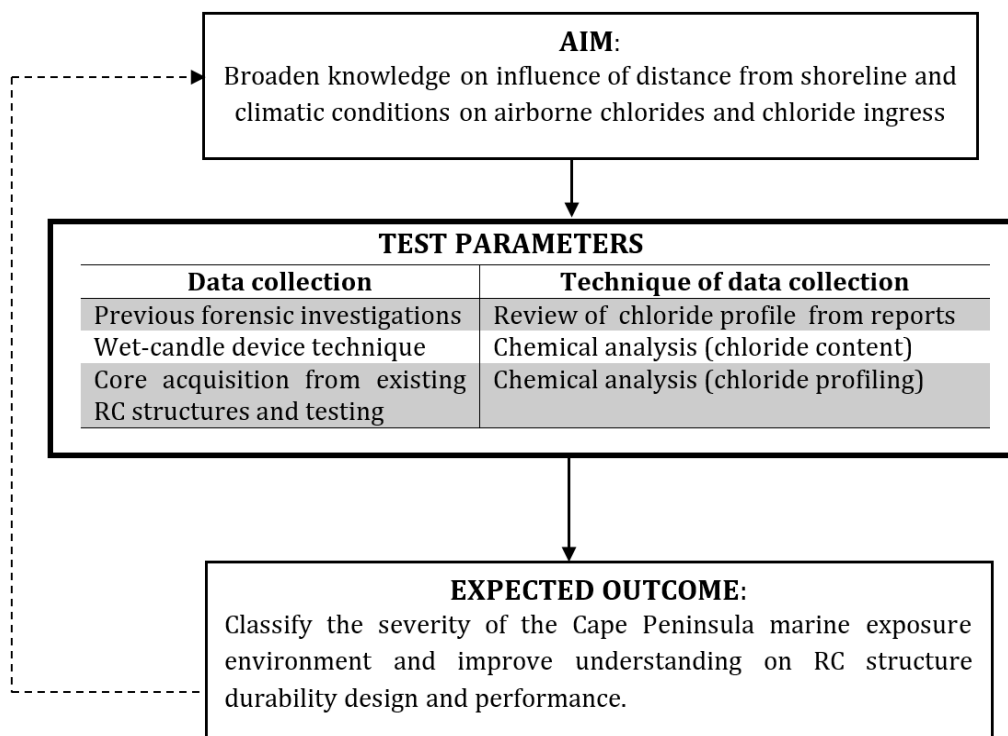 AIM:
Broaden knowledge on influence of distance from shoreline and
climatic conditions on airborne chlorides and chloride ingress
TEST PARAMETERS
Data collection Technique of data collection
Previous forensic investigations Review of chloride profile from reports
Wet-candle device technique Chemical analysis (chloride content)
Core acquisition from existing Chemical analysis (chloride profiling)
RC structures and testing
EXPECTED OUTCOME:
Classify the severity of the Cape Peninsula marine exposure
environment and improve understanding on RC structure
durability design and performance.